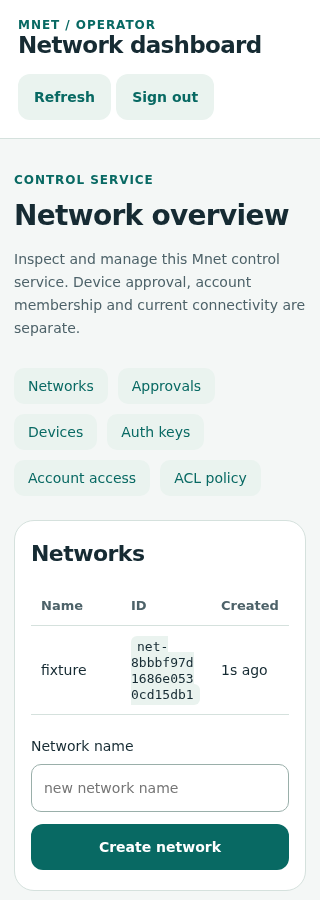 MNET / OPERATOR
Network dashboard
Refresh Sign out
CONTROL SERVICE
Network overview
Inspect and manage this Mnet control
service. Device approval, account
membership and current connectivity are
separate.
Networks Approvals
Devices Auth keys
Account access ACL policy
Networks
Name ID Created
fixture net-
8bbbf97d
1686e053
0cd15db1 1s ago
Network name
new network name
Create network